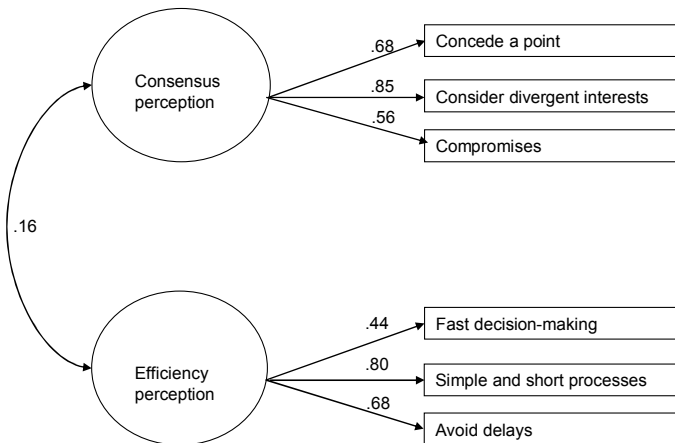 .68
Concede a point
Consensus
perception
.85
Consider divergent interests
.56
Compromises
.16
.44
Fast decision-making
Efficiency
perception
.80
Simple and short processes
.68
Avoid delays